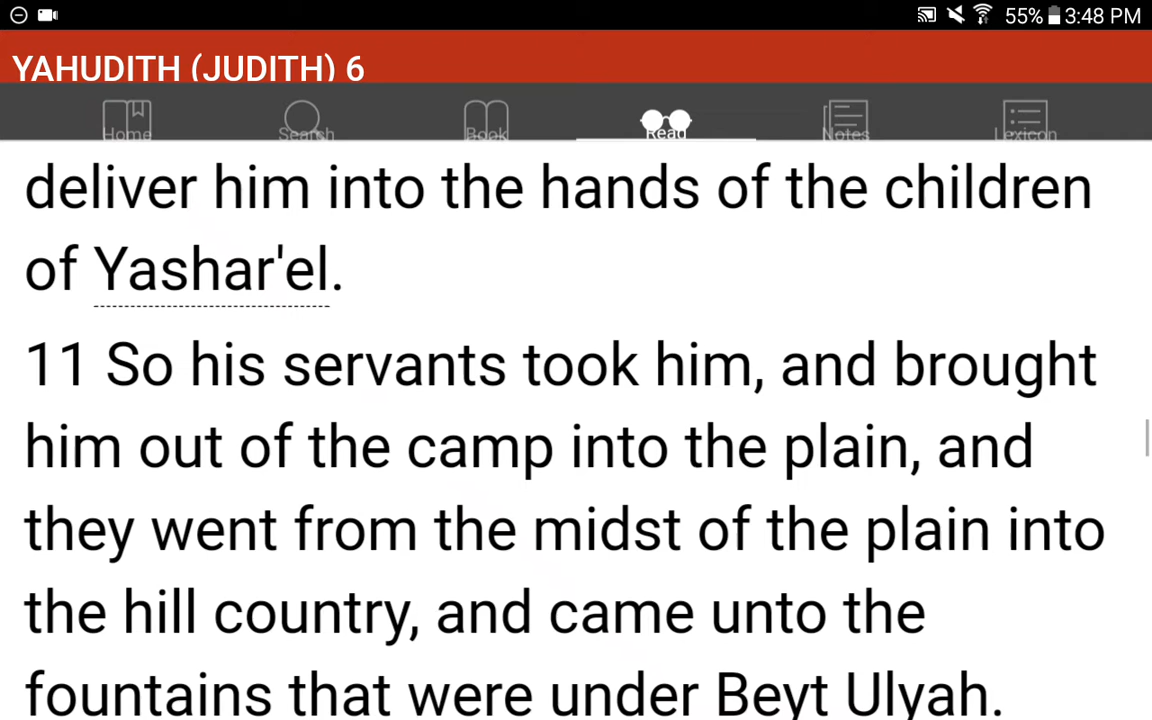 55% 3:48 PM
YAHUDITH (JUDITH) 6
Home Search Book Read Notes Lexicon
deliver him into the hands of the children
of Yashar'el.
11 So his servants took him, and brought
him out of the camp into the plain, and
they went from the midst of the plain into
the hill country, and came unto the
fountains that were under Beyt Ulyah.